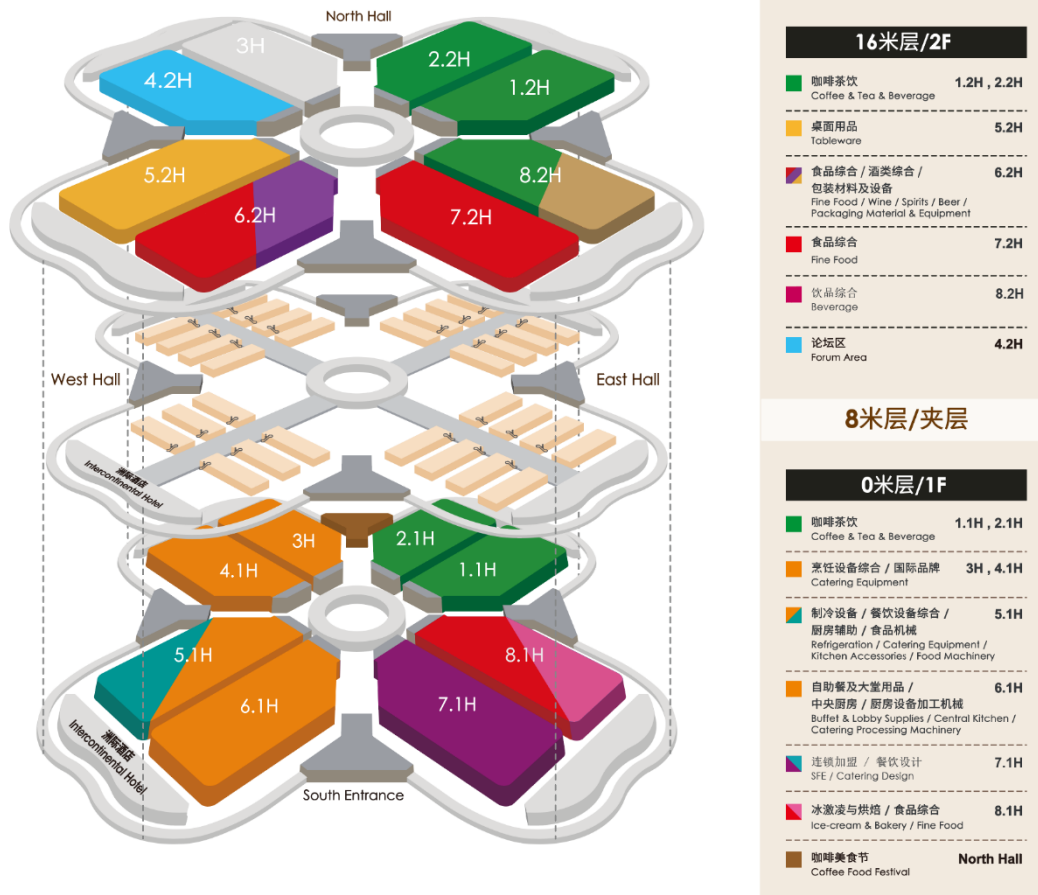 North Hall
3H
2.2H
4.2H
1.2H
5.2H
8.2H
6.2H
7.2H
West Hall
East Hall
洲际酒店
Intercontinental Hotel
3H
2.1H
4.1H
1.1H
5.1H
8.1H
6.1H
7.1H
洲际酒店
Intercontinental Hotel
South Entrance
16米层/2F
咖啡茶饮 1.2H , 2.2H
Coffee & Tea & Beverage
桌面用品 5.2H
Tableware
食品综合 / 酒类综合 / 6.2H
包装材料及设备
Fine Food / Wine / Spirits / Beer /
Packaging Material & Equipment
食品综合 7.2H
Fine Food
饮品综合 8.2H
Beverage
论坛区 4.2H
Forum Area
8米层/夹层
0米层/1F
咖啡茶饮 1.1H , 2.1H
Coffee & Tea & Beverage
烹饪设备综合 / 国际品牌 3H , 4.1H
Catering Equipment
制冷设备 / 餐饮设备综合 / 5.1H
厨房辅助 / 食品机械
Refrigeration / Catering Equipment /
Kitchen Accessories / Food Machinery
自助餐及大堂用品 / 6.1H
中央厨房 / 厨房设备加工机械
Buffet & Lobby Supplies / Central Kitchen /
Catering Processing Machinery
连锁加盟 / 餐饮设计 7.1H
SFE / Catering Design
冰激凌与烘焙 / 食品综合 8.1H
Ice-cream & Bakery / Fine Food
咖啡美食节 North Hall
Coffee Food Festival